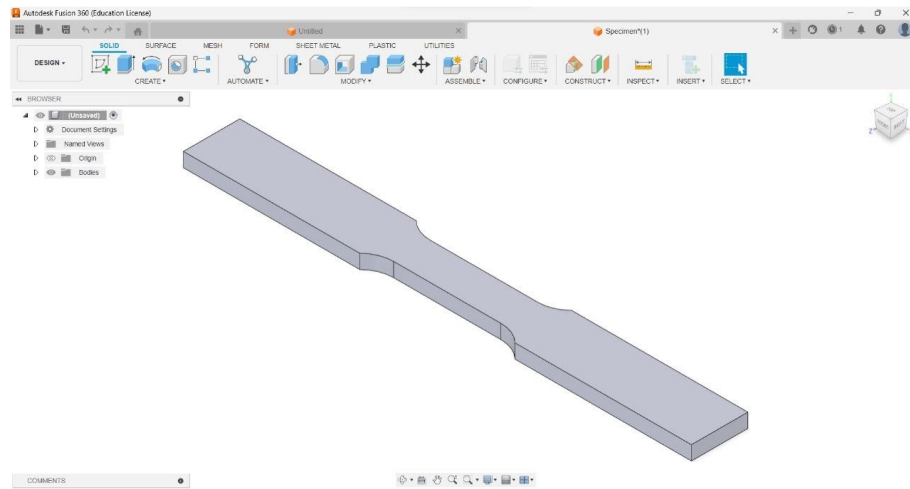 Autodesk Fusion 360 (Education License)
Untitled
Specimen*(1)
1
DESIGN
SOLID SURFACE MESH FORM SHEET METAL PLASTIC UTILITIES
CREATE AUTOMATE MODIFY ASSEMBLE CONFIGURE CONSTRUCT INSPECT INSERT SELECT
BROWSER
(Unsaved)
Document Settings
Named Views
Origin
Bodies
Z
COMMENTS